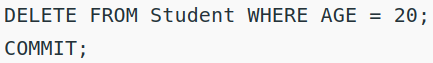 DELETE FROM Student WHERE AGE = 20;
COMMIT;